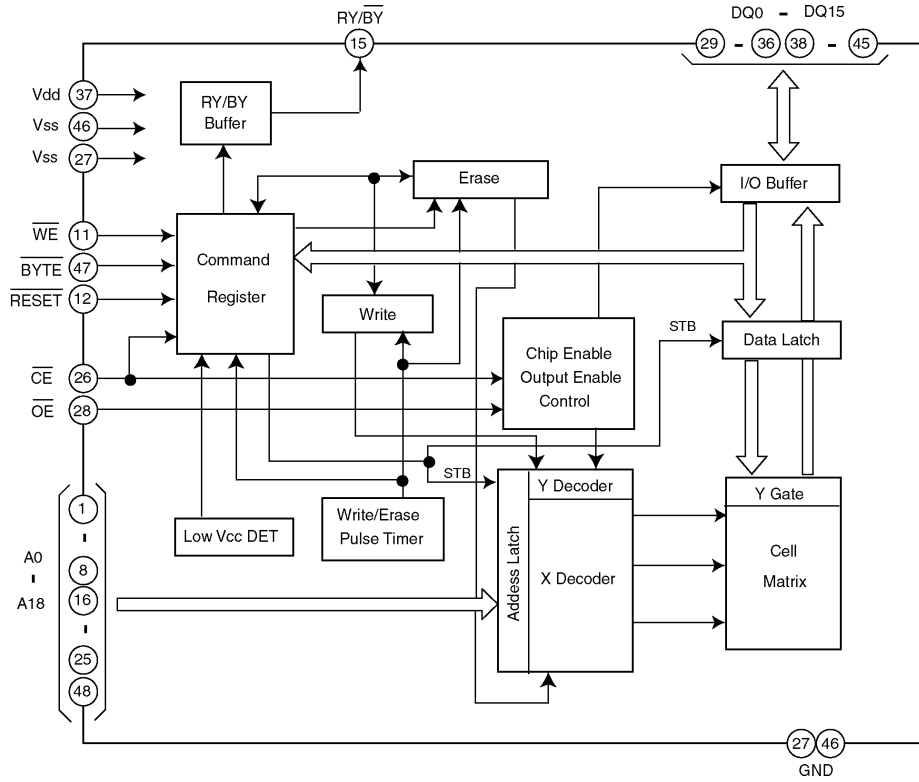 RY/BY
DQ0 - DQ15
15
29 - 36 38 - 45
Vdd 37
RY/BY
Buffer
Vss 46
Vss 27
Erase
I/O Buffer
WE 11
Command
Register
BYTE 47
RESET 12
Write
STB
Data Latch
Chip Enable
Output Enable
Control
CE 26
OE 28
STB
Y Decoder
Y Gate
1
-
Low Vcc DET
Write/Erase
Pulse Timer
Addess Latch
X Decoder
Cell
Matrix
A0
-
A18
8
16
-
25
48
27 46
GND